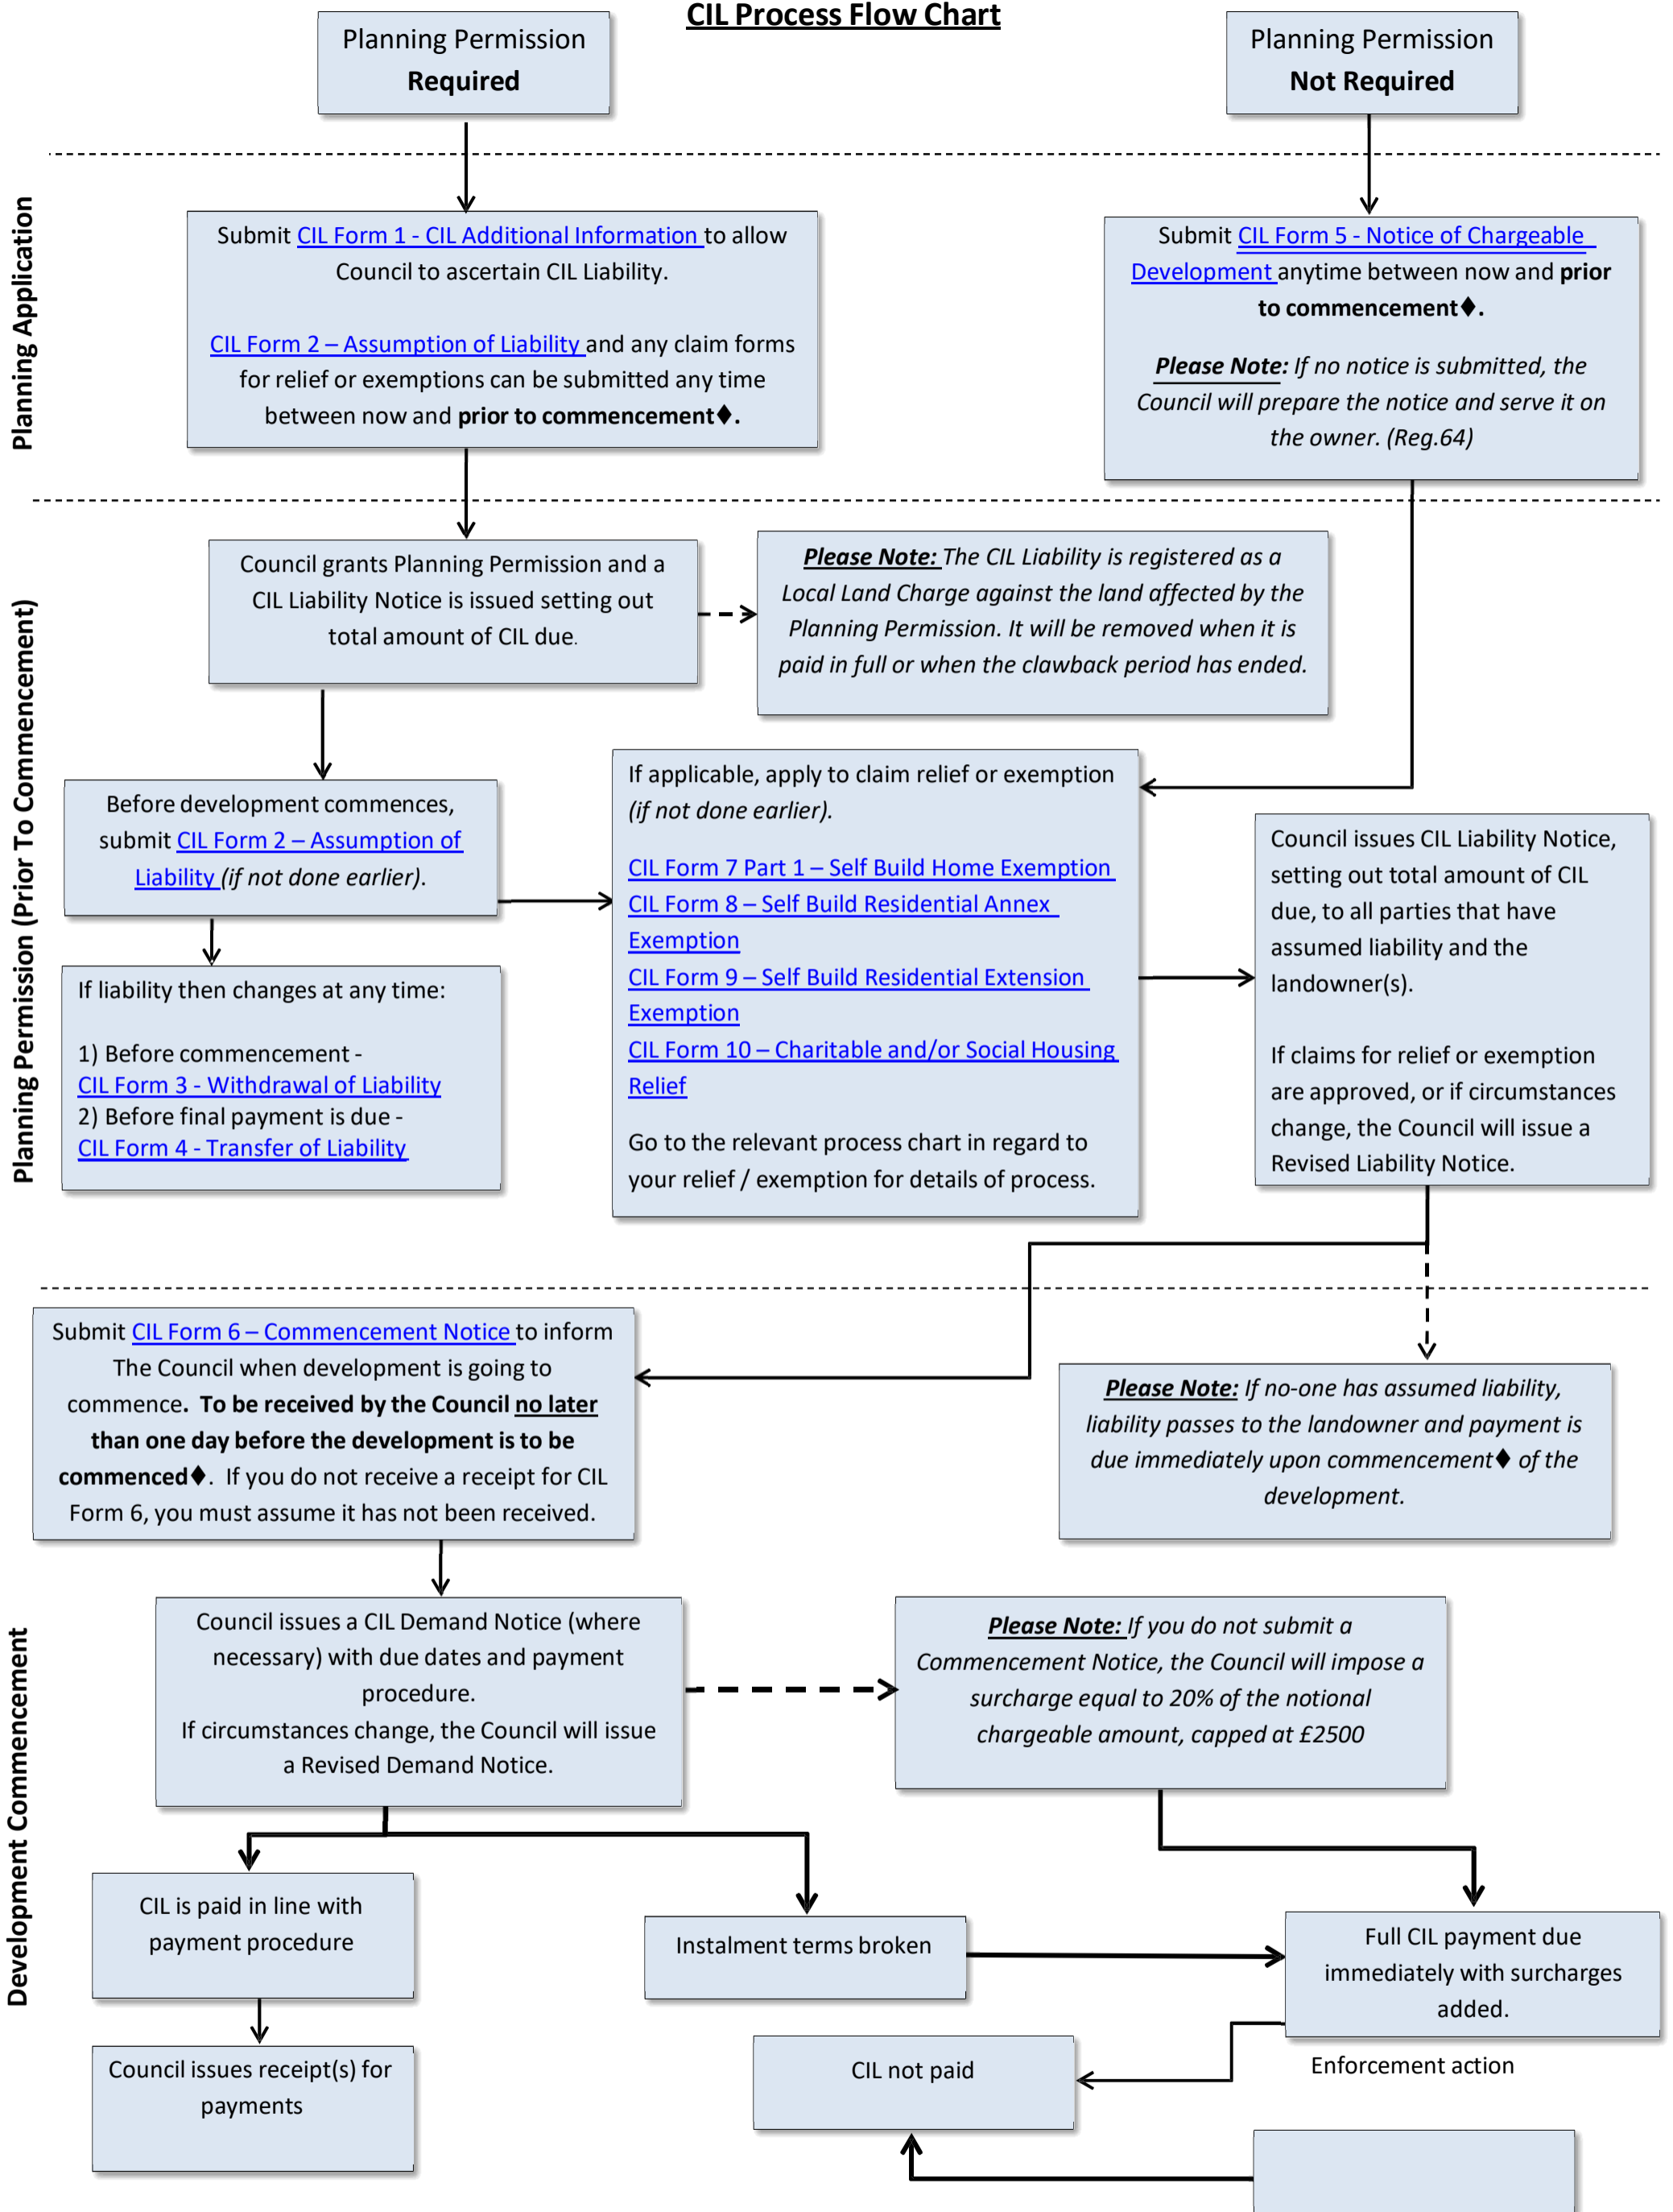 CIL Process Flow Chart
Planning Permission
Required
Planning Permission
Not Required
Planning Application
Submit CIL Form 1 - CIL Additional Information to allow
Council to ascertain CIL Liability.
CIL Form 2 – Assumption of Liability and any claim forms
for relief or exemptions can be submitted any time
between now and prior to commencement♦.
Submit CIL Form 5 - Notice of Chargeable
Development anytime between now and prior
to commencement♦.
Please Note: If no notice is submitted, the
Council will prepare the notice and serve it on
the owner. (Reg.64)
Planning Permission (Prior To Commencement)
Council grants Planning Permission and a
CIL Liability Notice is issued setting out
total amount of CIL due.
Please Note: The CIL Liability is registered as a
Local Land Charge against the land affected by the
Planning Permission. It will be removed when it is
paid in full or when the clawback period has ended.
Before development commences,
submit CIL Form 2 – Assumption of
Liability (if not done earlier).
If liability then changes at any time:
1) Before commencement -
CIL Form 3 - Withdrawal of Liability
2) Before final payment is due -
CIL Form 4 - Transfer of Liability
If applicable, apply to claim relief or exemption
(if not done earlier).
CIL Form 7 Part 1 – Self Build Home Exemption
CIL Form 8 – Self Build Residential Annex
Exemption
CIL Form 9 – Self Build Residential Extension
Exemption
CIL Form 10 – Charitable and/or Social Housing
Relief
Go to the relevant process chart in regard to
your relief / exemption for details of process.
Council issues CIL Liability Notice,
setting out total amount of CIL
due, to all parties that have
assumed liability and the
landowner(s).
If claims for relief or exemption
are approved, or if circumstances
change, the Council will issue a
Revised Liability Notice.
Development Commencement
Submit CIL Form 6 – Commencement Notice to inform
The Council when development is going to
commence. To be received by the Council no later
than one day before the development is to be
commenced♦. If you do not receive a receipt for CIL
Form 6, you must assume it has not been received.
Please Note: If no-one has assumed liability,
liability passes to the landowner and payment is
due immediately upon commencement♦ of the
development.
Council issues a CIL Demand Notice (where
necessary) with due dates and payment
procedure.
If circumstances change, the Council will issue
a Revised Demand Notice.
Please Note: If you do not submit a
Commencement Notice, the Council will impose a
surcharge equal to 20% of the notional
chargeable amount, capped at £2500
CIL is paid in line with
payment procedure
Instalment terms broken
Full CIL payment due
immediately with surcharges
added.
Council issues receipt(s) for
payments
CIL not paid
Enforcement action